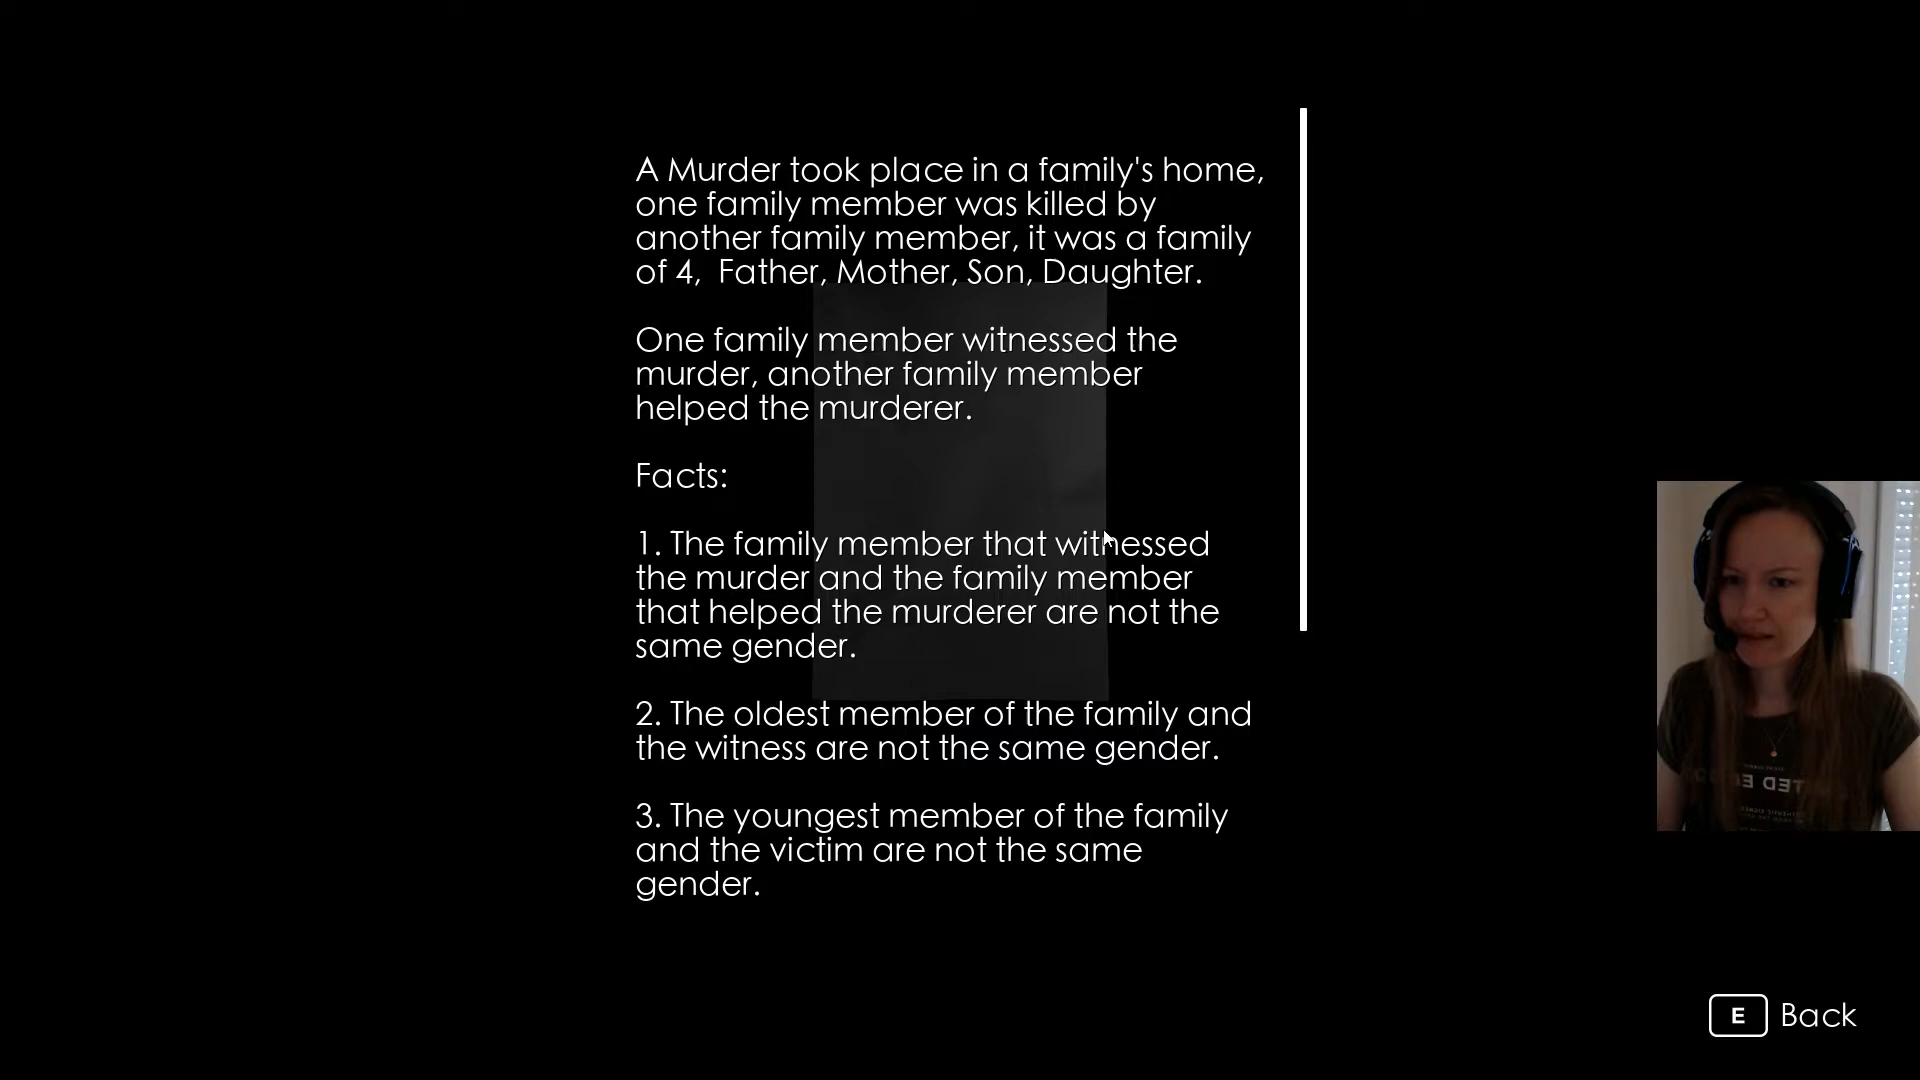 A Murder took place in a family's home,
one family member was killed by
another family member, it was a family
of 4,  Father, Mother, Son, Daughter.
One family member witnessed the
murder, another family member
helped the murderer.
Facts:
1. The family member that witnessed
the murder and the family member
that helped the murderer are not the
same gender.
2. The oldest member of the family and
the witness are not the same gender.
3. The youngest member of the family
and the victim are not the same
gender.
E Back